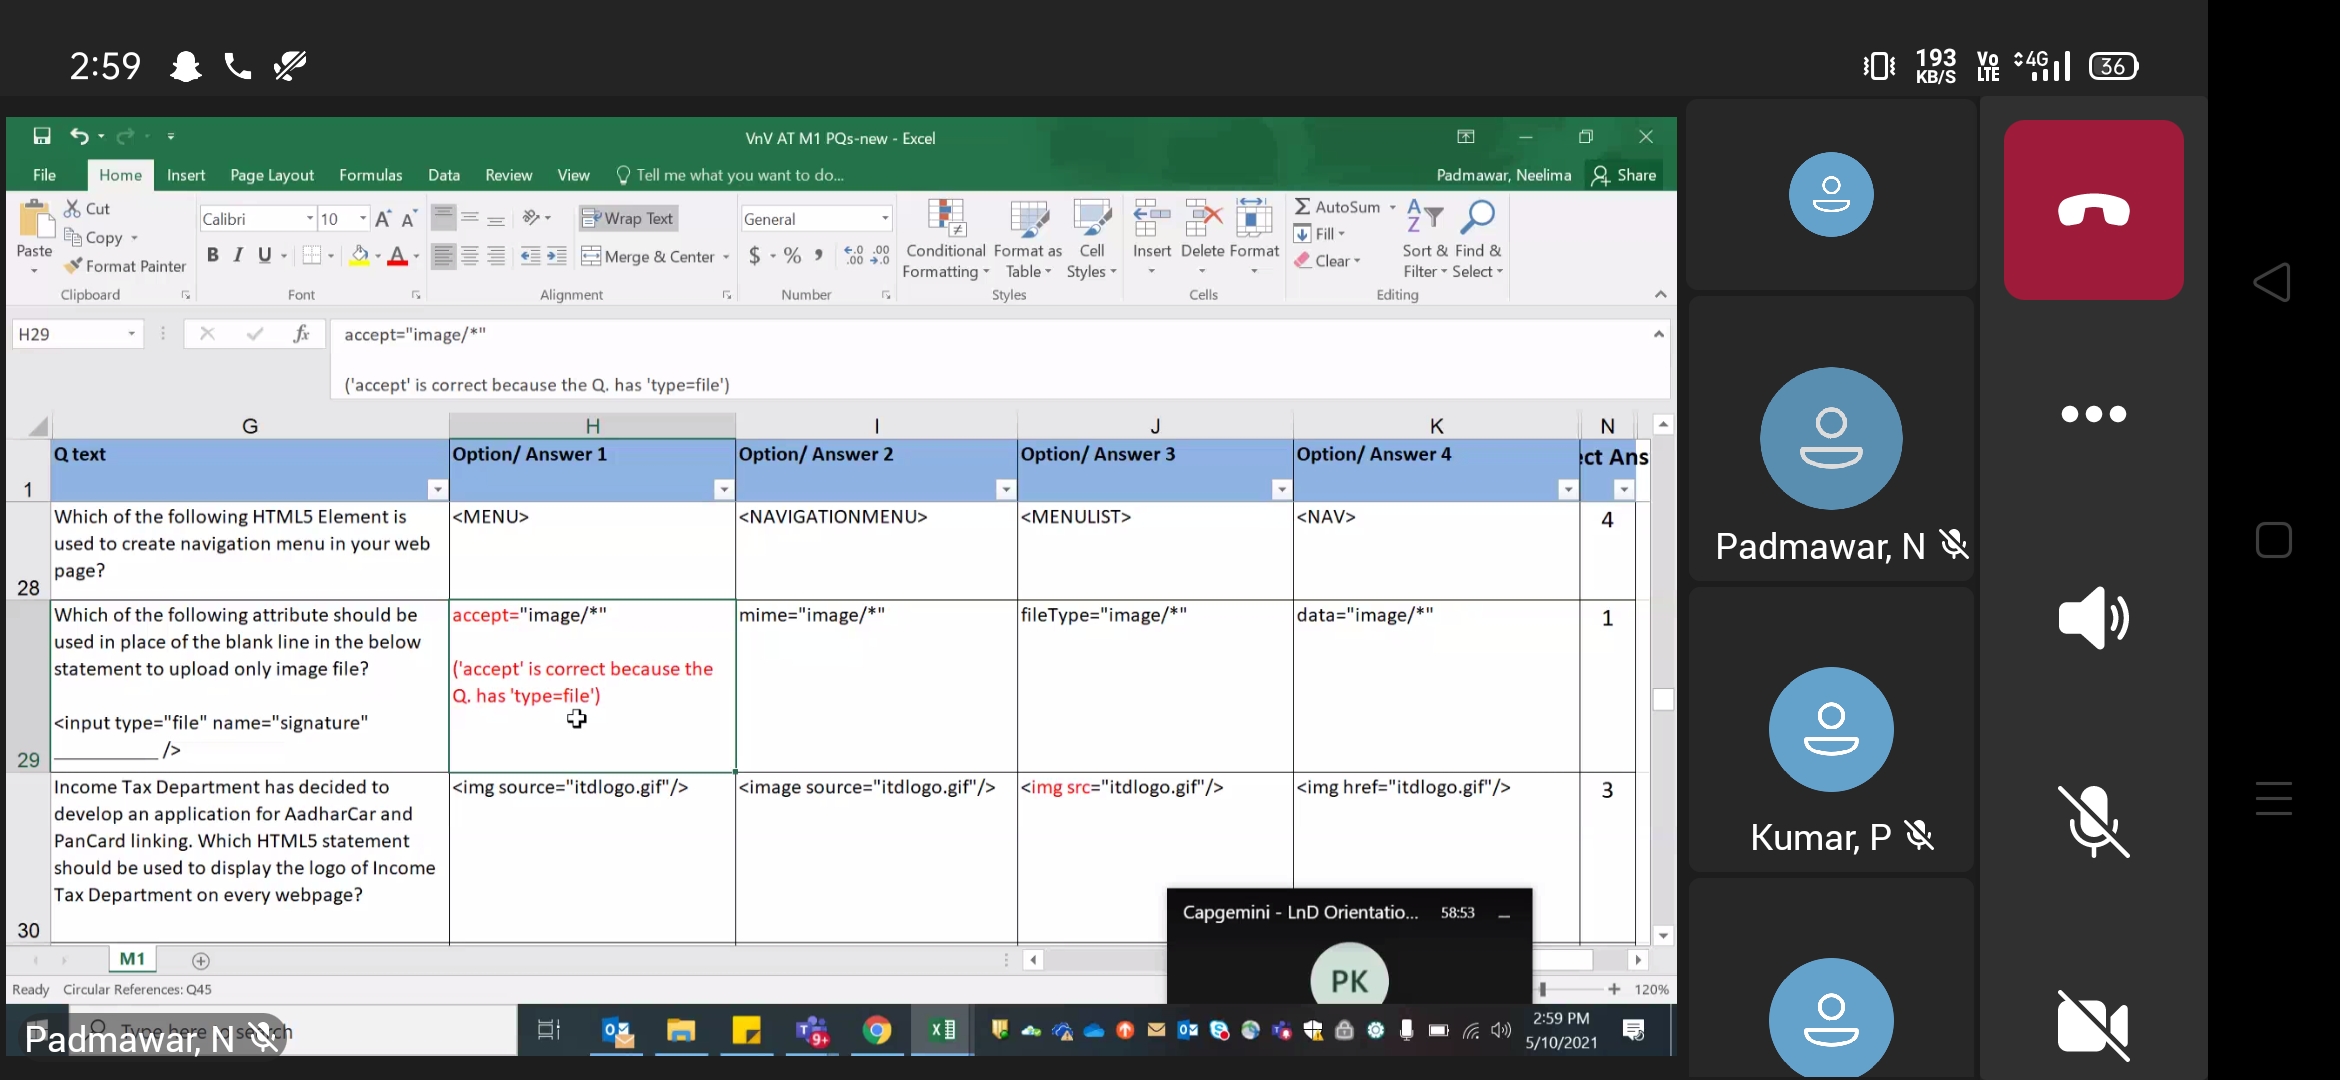 2:59
193 KB/S
Vo LTE
4G
36
VnV AT M1 PQs-new - Excel
File Home Insert Page Layout Formulas Data Review View Tell me what you want to do...
Padmawar, Neelima Share
Paste
Cut
Copy
Format Painter
Clipboard
Calibri 10
B I U
Font
Wrap Text
Merge & Center
Alignment
General
$ % ,
Number
Conditional Formatting
Format as Table
Cell Styles
Styles
Insert Delete Format
Cells
AutoSum
Fill
Clear
Sort & Filter
Find & Select
Editing
H29
fx
accept="image/*"
('accept' is correct because the Q. has 'type=file')
G H I J K N
1
Q text
Option/ Answer 1
Option/ Answer 2
Option/ Answer 3
Option/ Answer 4
ct Ans
28
Which of the following HTML5 Element is
used to create navigation menu in your web
page?
<MENU>
<NAVIGATIONMENU>
<MENULIST>
<NAV>
4
29
Which of the following attribute should be
used in place of the blank line in the below
statement to upload only image file?
<input type="file" name="signature"
____________ />
accept="image/*"
('accept' is correct because the
Q. has 'type=file')
mime="image/*"
fileType="image/*"
data="image/*"
1
30
Income Tax Department has decided to
develop an application for AadharCar and
PanCard linking. Which HTML5 statement
should be used to display the logo of Income
Tax Department on every webpage?
<img source="itdlogo.gif"/>
<image source="itdlogo.gif"/>
<img src="itdlogo.gif"/>
<img href="itdlogo.gif"/>
3
M1
Ready Circular References: Q45
120%
Capgemini - LnD Orientatio... 58:53
PK
Type here
Padmawar, N
9+
2:59 PM
5/10/2021
Padmawar, N
Kumar, P